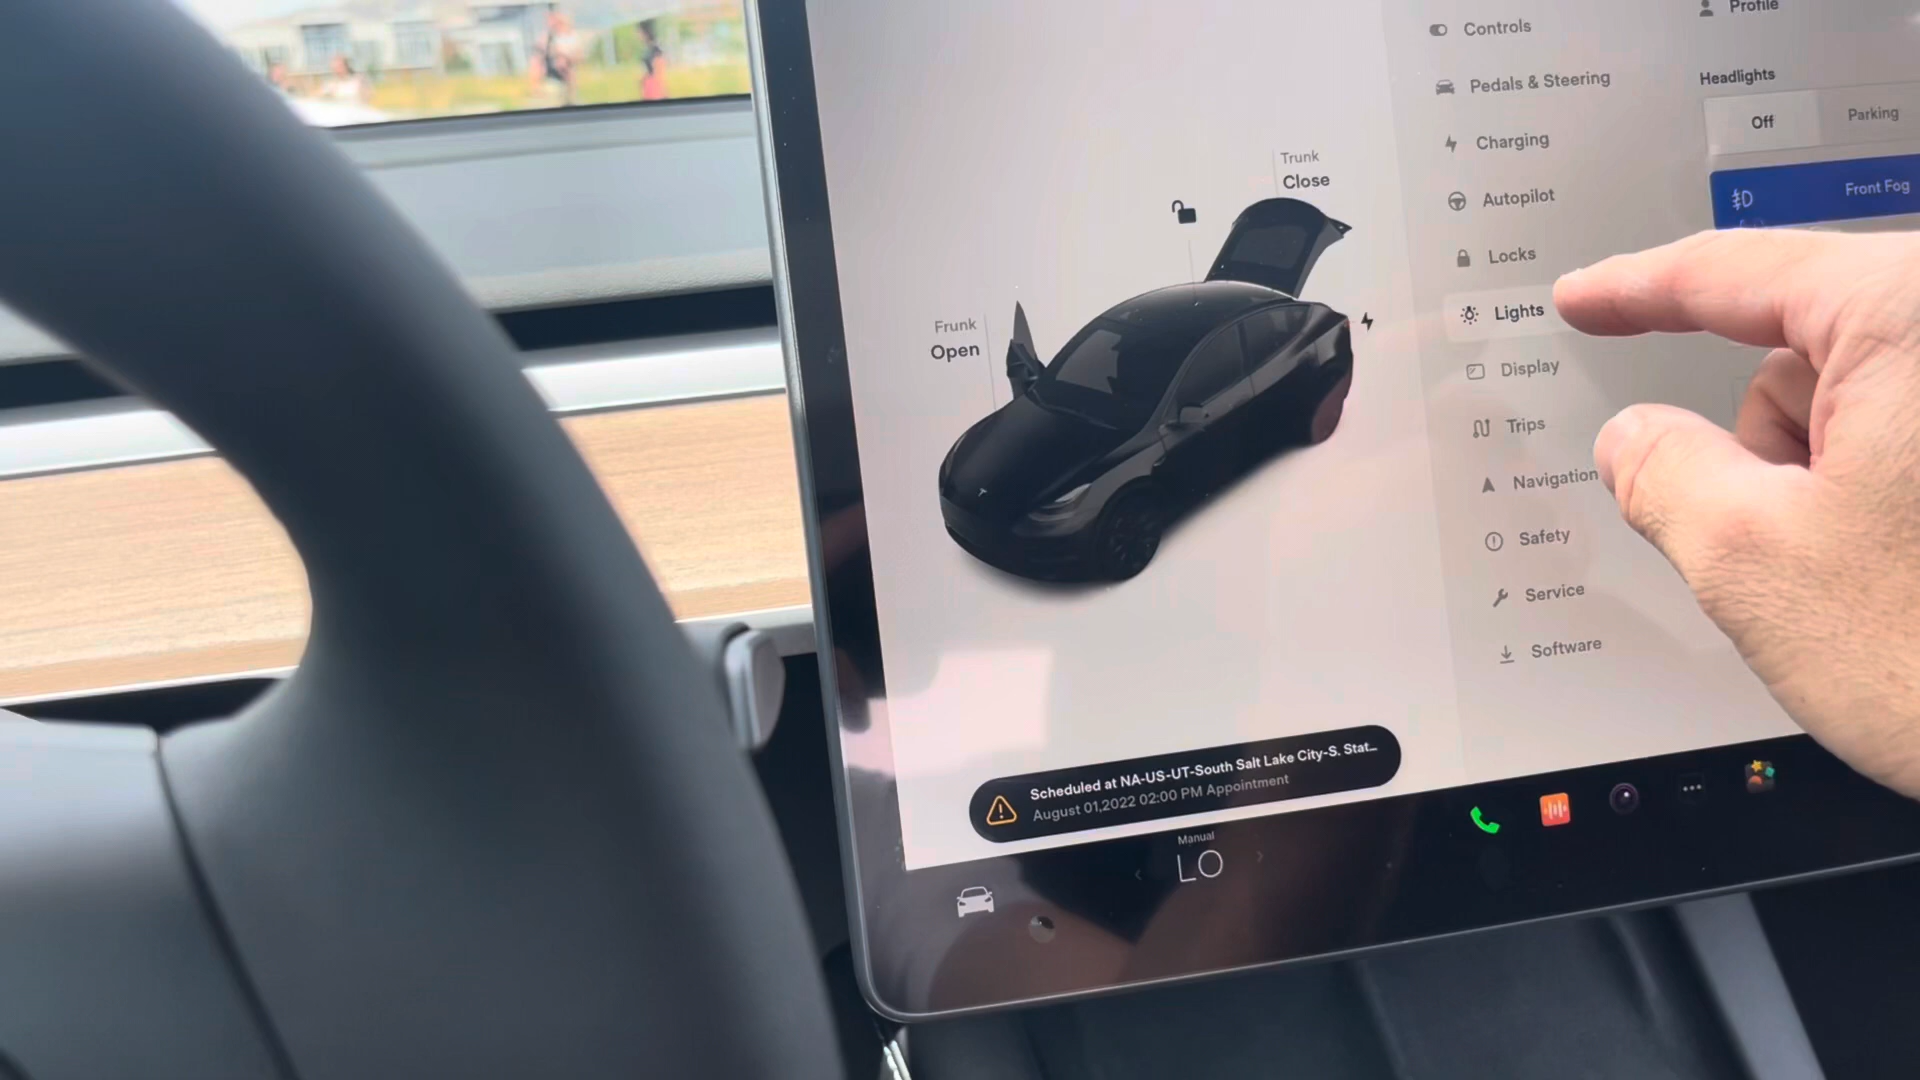 Controls
Pedals & Steering
Charging
Autopilot
Locks
Lights
Display
Trips
Navigation
Safety
Service
Software
Profile
Headlights
Off
Parking
Front Fog
Trunk
Close
Frunk
Open
Scheduled at NA-US-UT-South Salt Lake City-S. Stat...
August 01,2022 02:00 PM Appointment
Manual
LO